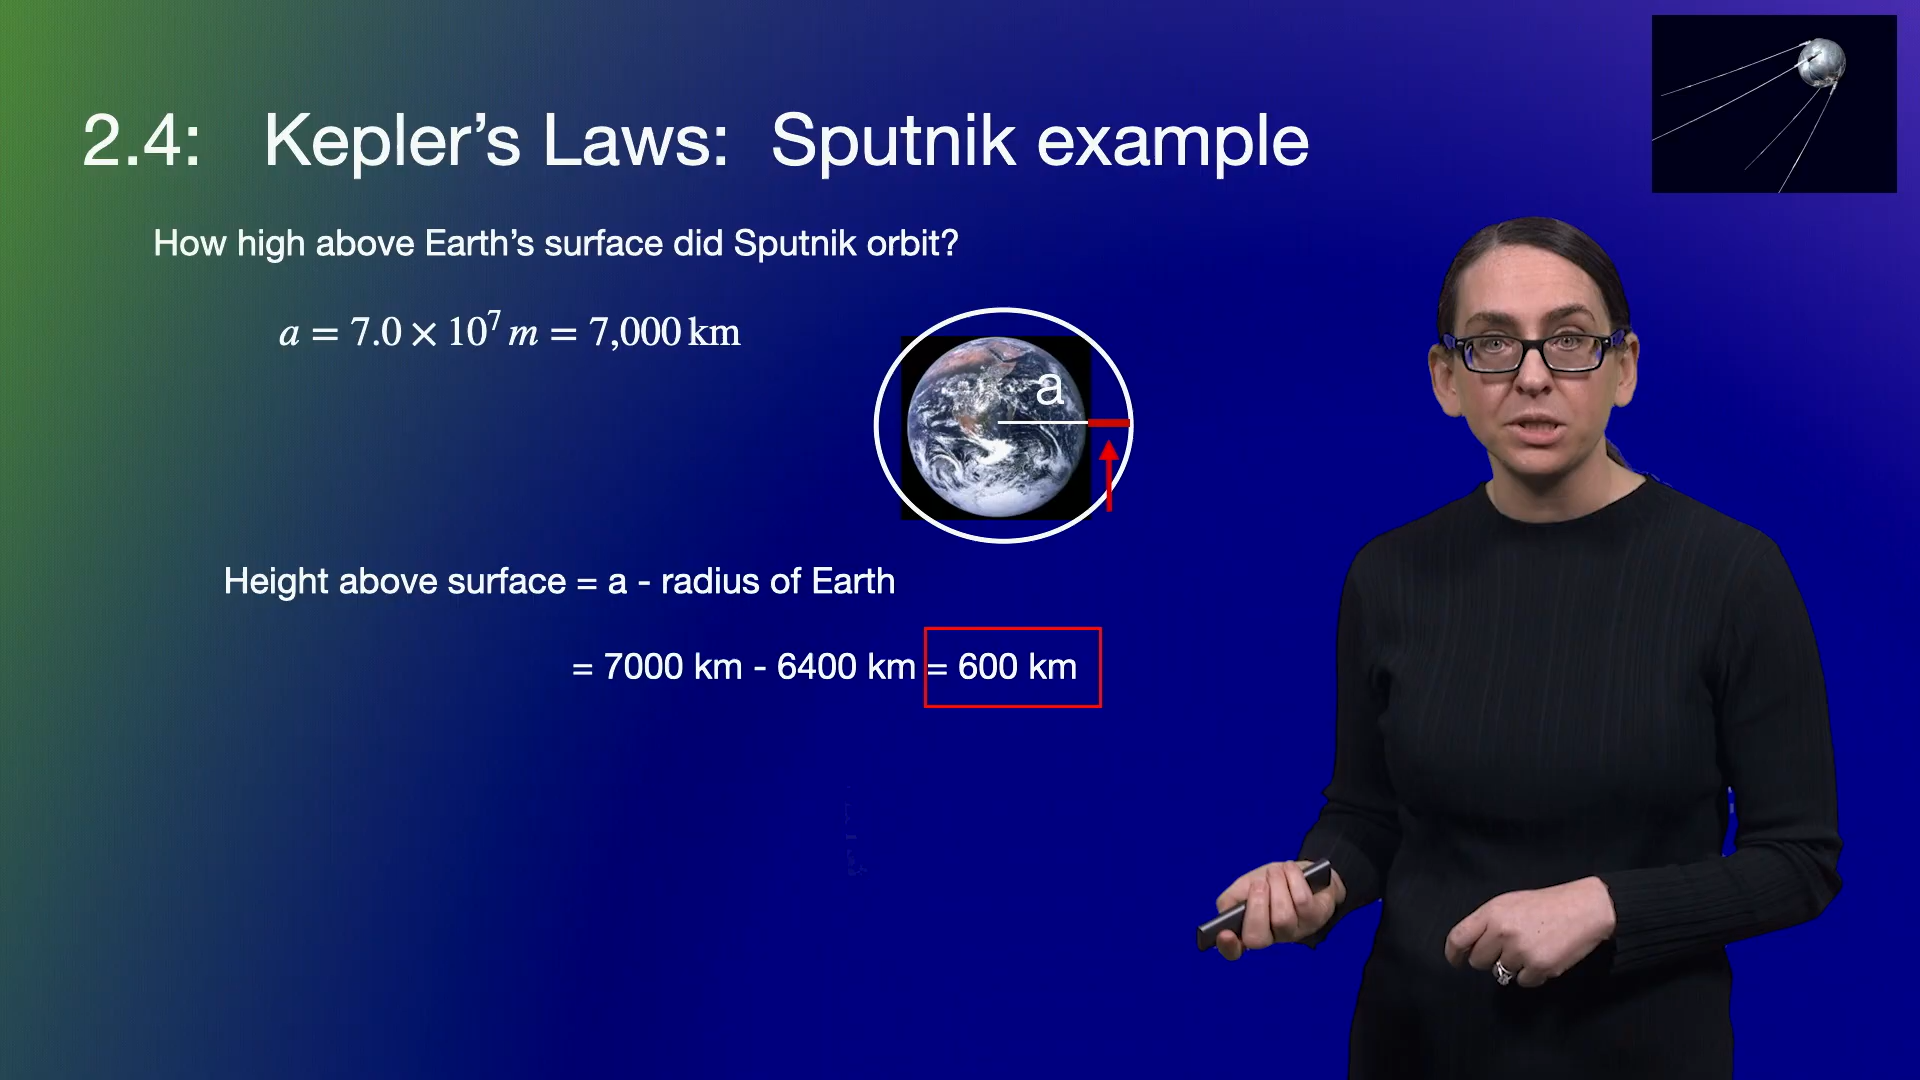 2.4: Kepler’s Laws: Sputnik example
How high above Earth’s surface did Sputnik orbit?
a = 7.0 × 10⁷ m = 7,000 km
a
Height above surface = a - radius of Earth
= 7000 km - 6400 km = 600 km